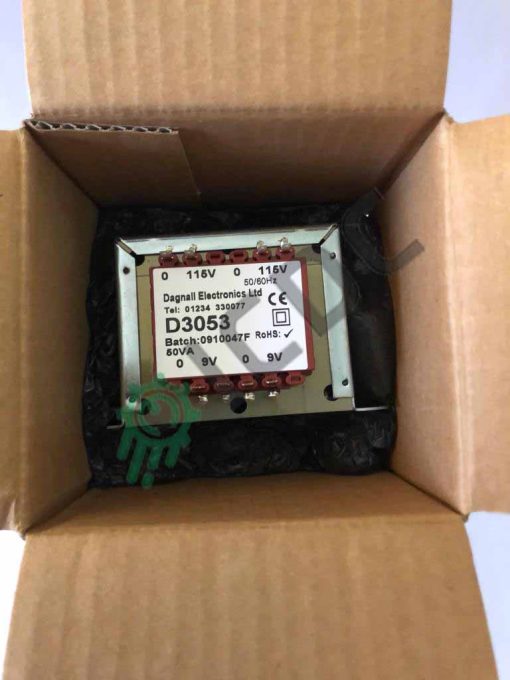 0 115V 0 115V
50/60Hz
Dagnall Electronics Ltd
Tel: 01234 330077
CE
D3053
Batch:0910047F RoHS: ✓
50VA
0 9V 0 9V